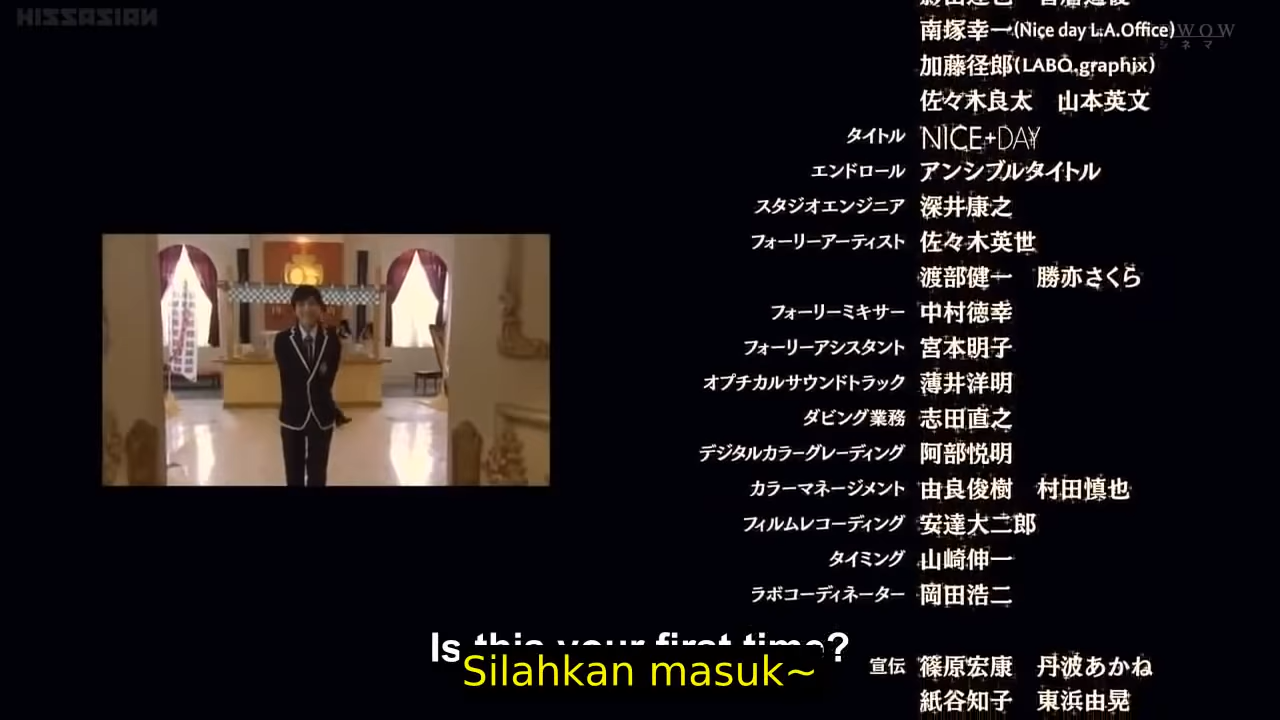 HISSASIAN
南塚幸一(Nice day L.A.Office)
WOW
シネマ
加藤径郎(LABO.graphix)
佐々木良太 山本英文
タイトル NICE+DAY
エンドロール アンシブルタイトル
スタジオエンジニア 深井康之
フォーリーアーティスト 佐々木英世
渡部健一 勝亦さくら
フォーリーミキサー 中村徳幸
フォーリーアシスタント 宮本明子
オプチカルサウンドトラック 薄井洋明
ダビング業務 志田直之
デジタルカラーグレーディング 阿部悦明
カラーマネージメント 由良俊樹 村田慎也
フィルムレコーディング 安達大二郎
タイミング 山崎伸一
ラボコーディネーター 岡田浩二
Is this your first time?
Silahkan masuk~
宣伝 篠原宏康 丹波あかね
紙谷知子 東浜由晃